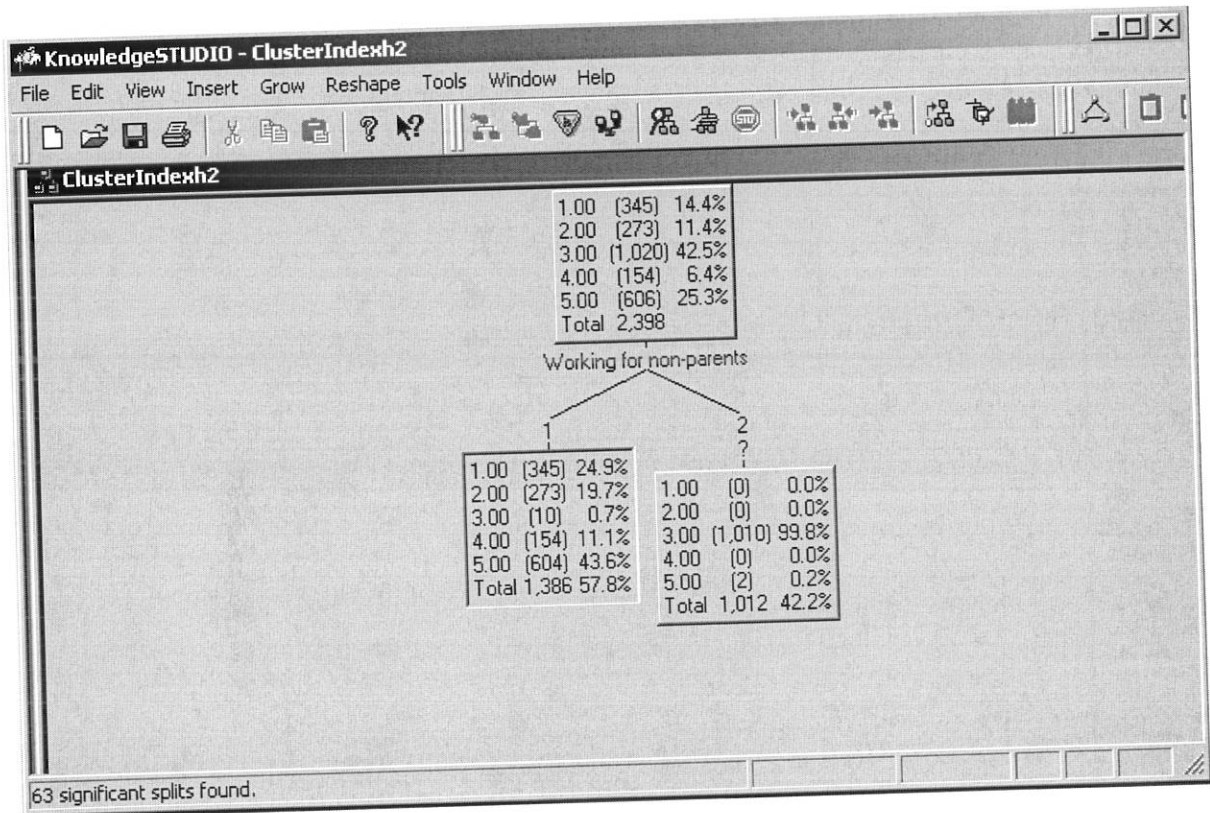 KnowledgeSTUDIO - ClusterIndexh2
File Edit View Insert Grow Reshape Tools Window Help
ClusterIndexh2
1.00 (345) 14.4%
2.00 (273) 11.4%
3.00 (1,020) 42.5%
4.00 (154) 6.4%
5.00 (606) 25.3%
Total 2,398
Working for non-parents
1
1.00 (345) 24.9%
2.00 (273) 19.7%
3.00 (10) 0.7%
4.00 (154) 11.1%
5.00 (604) 43.6%
Total 1,386 57.8%
2
?
1.00 (0) 0.0%
2.00 (0) 0.0%
3.00 (1,010) 99.8%
4.00 (0) 0.0%
5.00 (2) 0.2%
Total 1,012 42.2%
63 significant splits found.